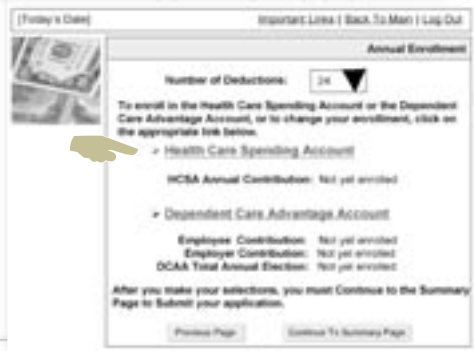 [Today's Date]
Important Links | Back To Main | Log Out
Annual Enrollment
Number of Deductions: 24
To enroll in the Health Care Spending Account or the Dependent
Care Advantage Account, or to change your enrollment, click on
the appropriate link below.
Health Care Spending Account
HCSA Annual Contribution: Not yet enrolled
Dependent Care Advantage Account
Employee Contribution: Not yet enrolled
Employer Contribution: Not yet enrolled
DCAA Total Annual Election: Not yet enrolled
After you make your selections, you must Continue to the Summary
Page to Submit your application.
Previous Page
Continue To Summary Page